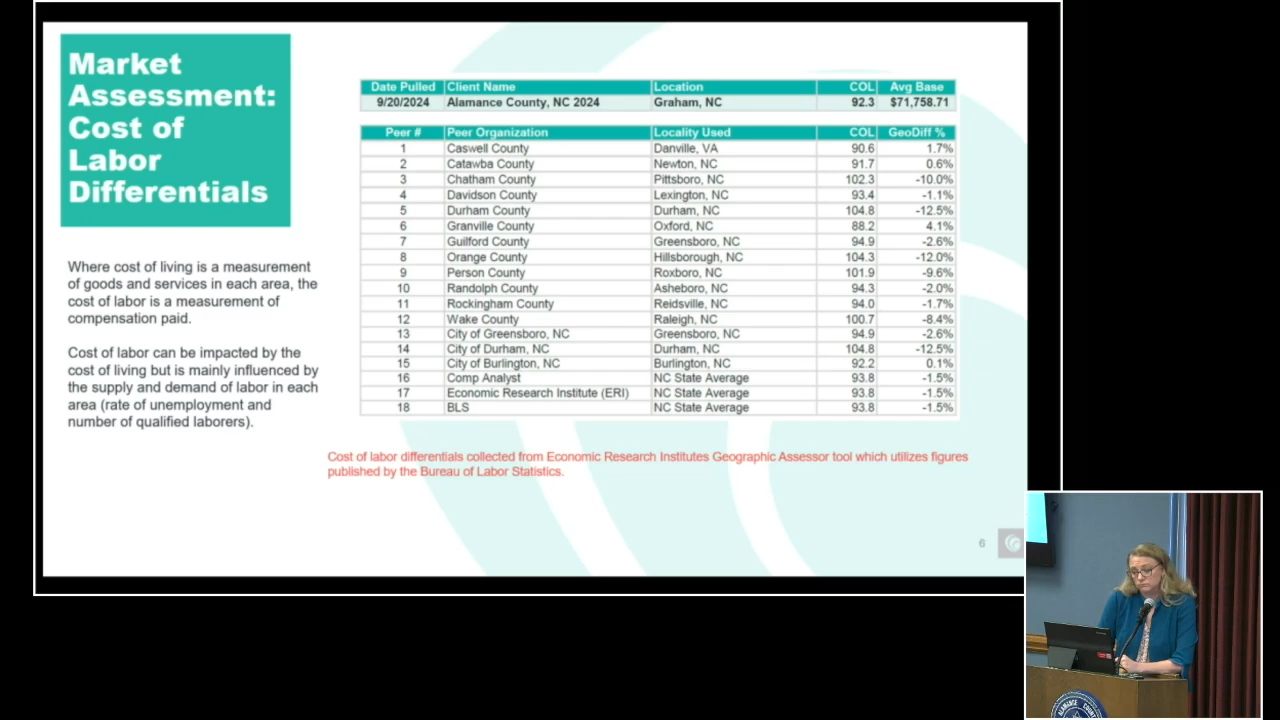 Market
Assessment:
Cost of
Labor
Differentials
Where cost of living is a measurement
of goods and services in each area, the
cost of labor is a measurement of
compensation paid.
Cost of labor can be impacted by the
cost of living but is mainly influenced by
the supply and demand of labor in each
area (rate of unemployment and
number of qualified laborers).
Date Pulled Client Name Location COL Avg Base
9/20/2024 Alamance County, NC 2024 Graham, NC 92.3 $71,758.71
Peer # Peer Organization Locality Used COL GeoDiff %
1 Caswell County Danville, VA 90.6 1.7%
2 Catawba County Newton, NC 91.7 0.6%
3 Chatham County Pittsboro, NC 102.3 -10.0%
4 Davidson County Lexington, NC 93.4 -1.1%
5 Durham County Durham, NC 104.8 -12.5%
6 Granville County Oxford, NC 88.2 4.1%
7 Guilford County Greensboro, NC 94.9 -2.6%
8 Orange County Hillsborough, NC 104.3 -12.0%
9 Person County Roxboro, NC 101.9 -9.6%
10 Randolph County Asheboro, NC 94.3 -2.0%
11 Rockingham County Reidsville, NC 94.0 -1.7%
12 Wake County Raleigh, NC 100.7 -8.4%
13 City of Greensboro, NC Greensboro, NC 94.9 -2.6%
14 City of Durham, NC Durham, NC 104.8 -12.5%
15 City of Burlington, NC Burlington, NC 92.2 0.1%
16 Comp Analyst NC State Average 93.8 -1.5%
17 Economic Research Institute (ERI) NC State Average 93.8 -1.5%
18 BLS NC State Average 93.8 -1.5%
Cost of labor differentials collected from Economic Research Institutes Geographic Assessor tool which utilizes figures
published by the Bureau of Labor Statistics.
6
ALAMANCE COUNTY